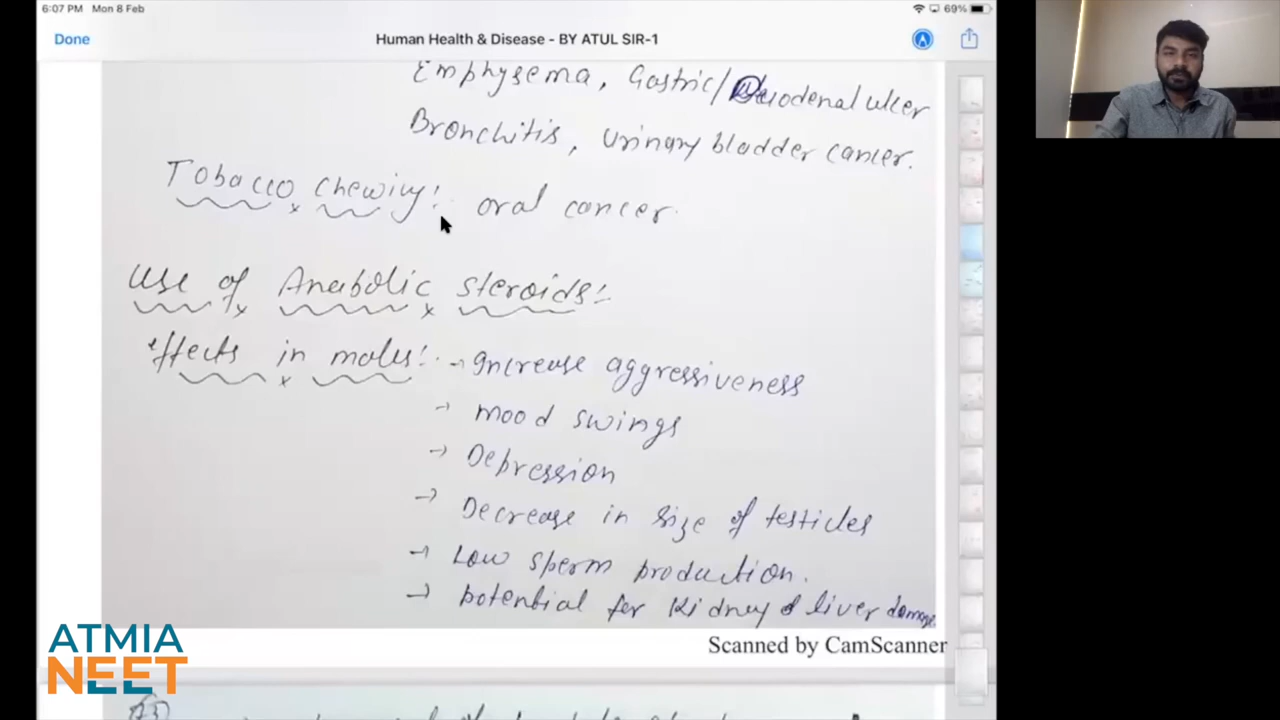 6:07 PM Mon 8 Feb
69%
Done
Human Health & Disease - BY ATUL SIR-1
Emphysema, Gastric/Duodenal ulcer
Bronchitis, Urinary bladder cancer.
Tobacco chewing:- oral cancer.
Use of Anabolic steroids:-
effects in males:- → Increase aggressiveness
→ Mood swings
→ Depression
→ Decrease in size of testicles
→ Low sperm production.
→ potential for Kidney & liver damage
ATMIA
NEET
Scanned by CamScanner